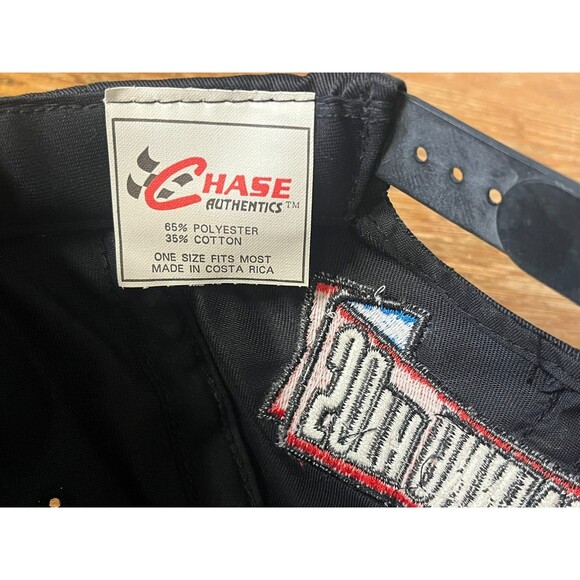 CHASE
AUTHENTICS™
65% POLYESTER
35% COTTON
ONE SIZE FITS MOST
MADE IN COSTA RICA